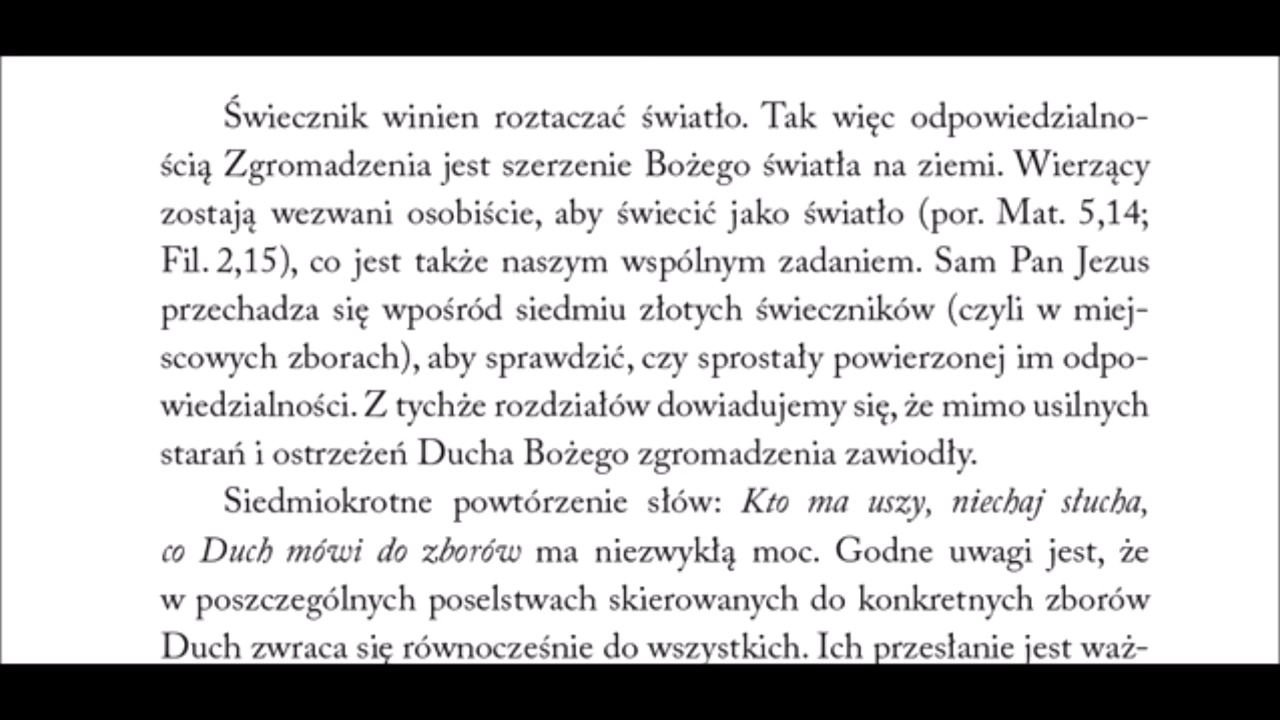 Świecznik winien roztaczać światło. Tak więc odpowiedzialno-
ścią Zgromadzenia jest szerzenie Bożego światła na ziemi. Wierzący
zostają wezwani osobiście, aby świecić jako światło (por. Mat. 5,14;
Fil. 2,15), co jest także naszym wspólnym zadaniem. Sam Pan Jezus
przechadza się wpośród siedmiu złotych świeczników (czyli w miej-
scowych zborach), aby sprawdzić, czy sprostały powierzonej im odpo-
wiedzialności. Z tychże rozdziałów dowiadujemy się, że mimo usilnych
starań i ostrzeżeń Ducha Bożego zgromadzenia zawiodły.
Siedmiokrotne powtórzenie słów: Kto ma uszy, niechaj słucha,
co Duch mówi do zborów ma niezwykłą moc. Godne uwagi jest, że
w poszczególnych poselstwach skierowanych do konkretnych zborów
Duch zwraca się równocześnie do wszystkich. Ich przesłanie jest waż-